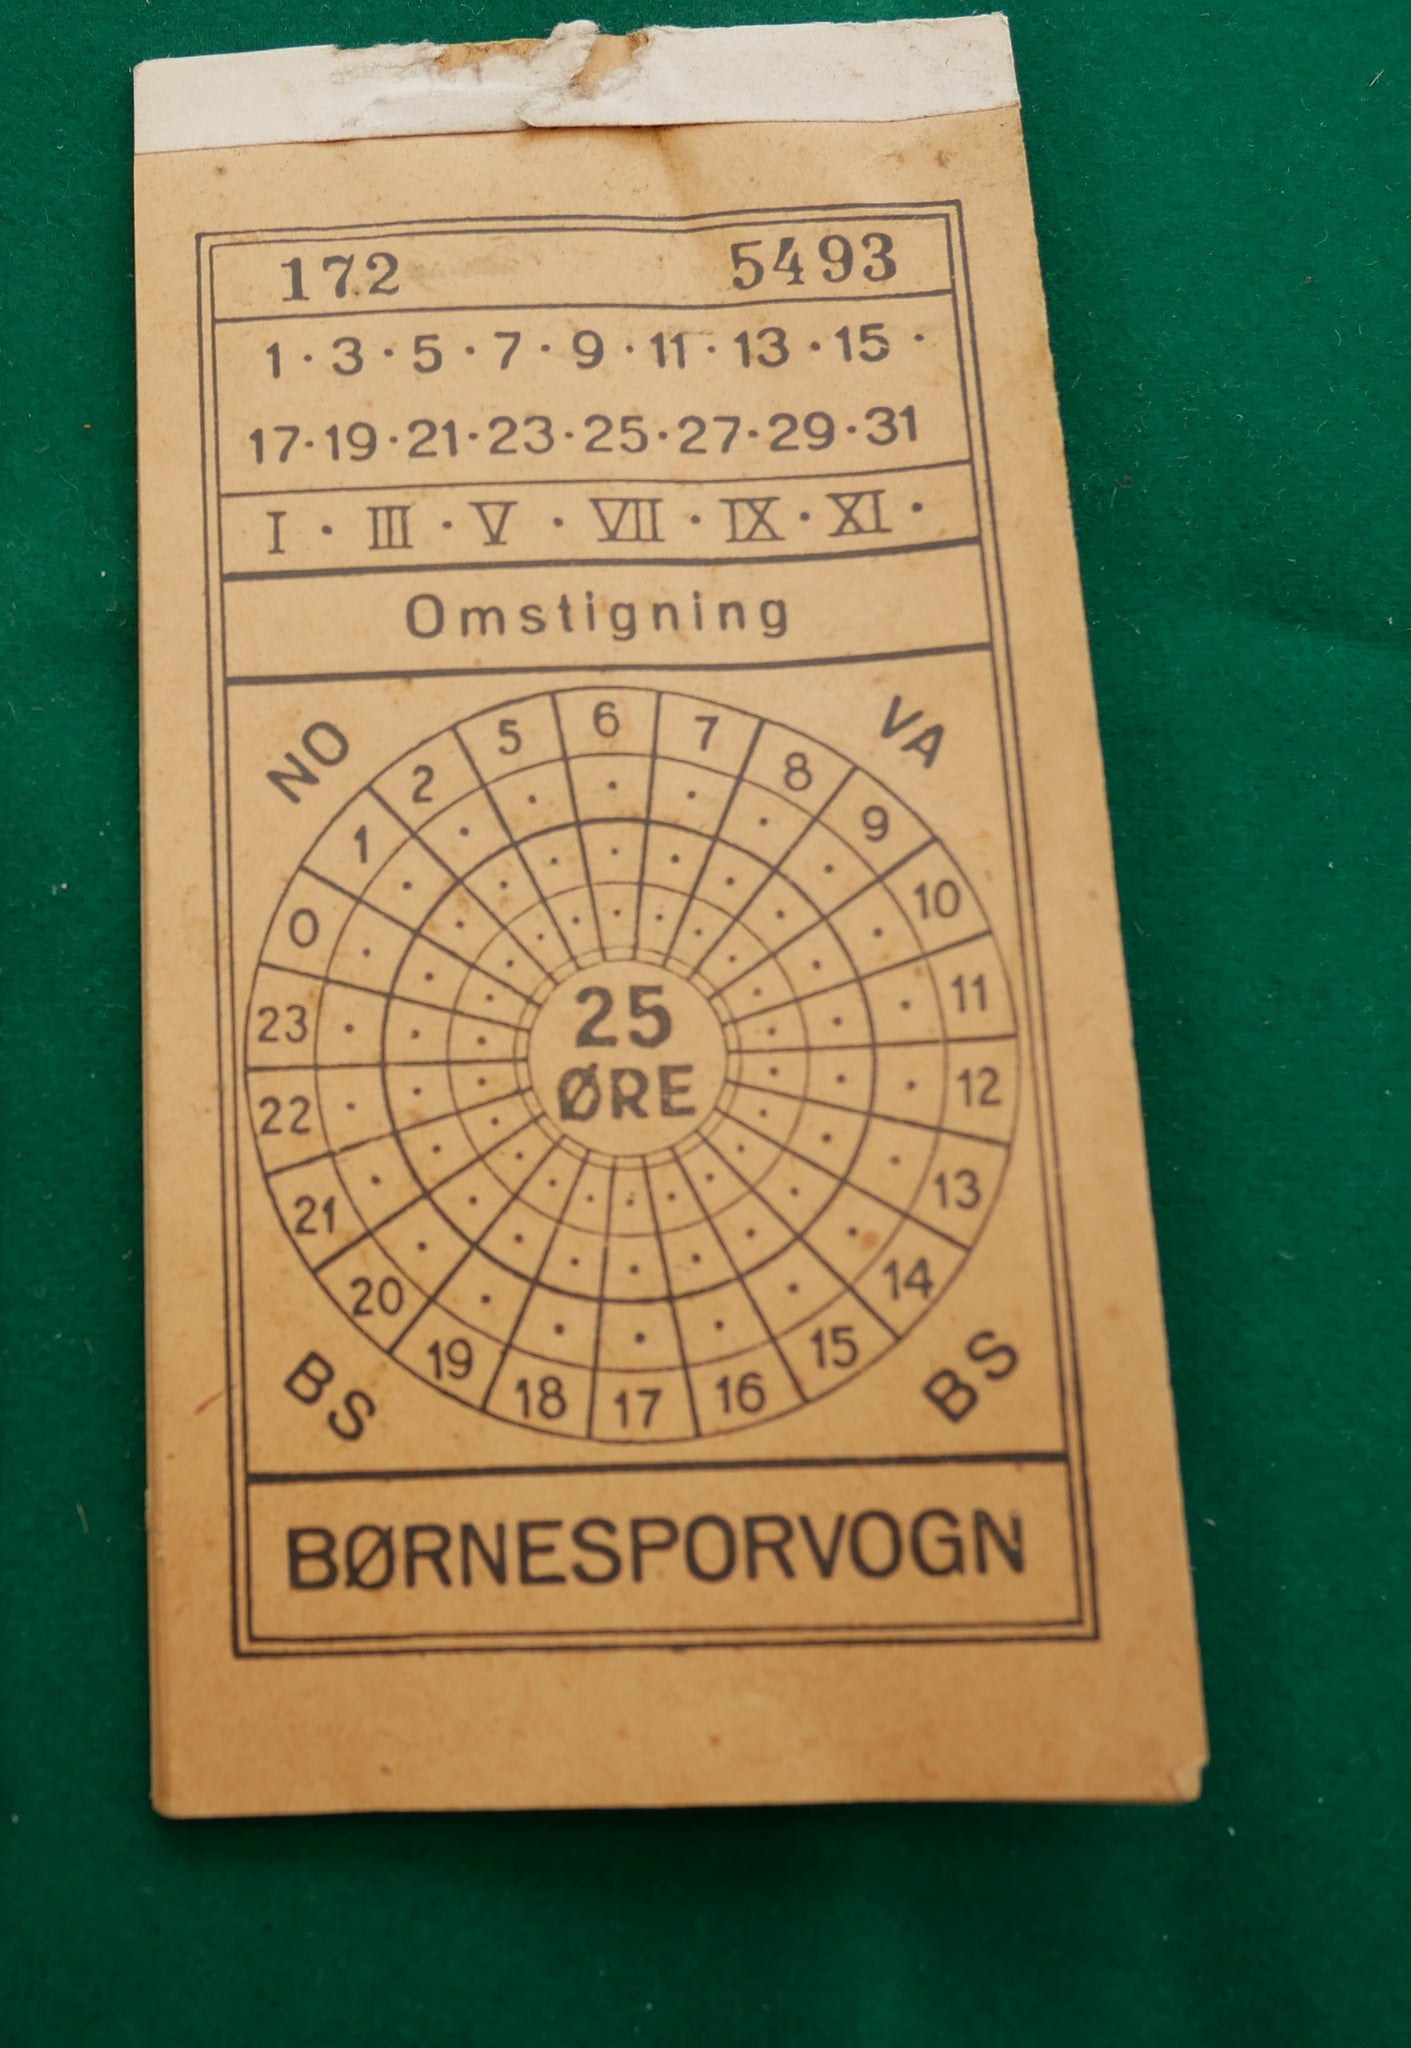 172 5493
1 · 3 · 5 · 7 · 9 · 11 · 13 · 15 ·
17 · 19 · 21 · 23 · 25 · 27 · 29 · 31
I · III · V · VII · IX · XI ·
Omstigning
NO
VA
0
1
2
5
6
7
8
9
10
11
12
13
14
15
16
17
18
19
20
21
22
23
25
ØRE
BS
BS
BØRNESPORVOGN